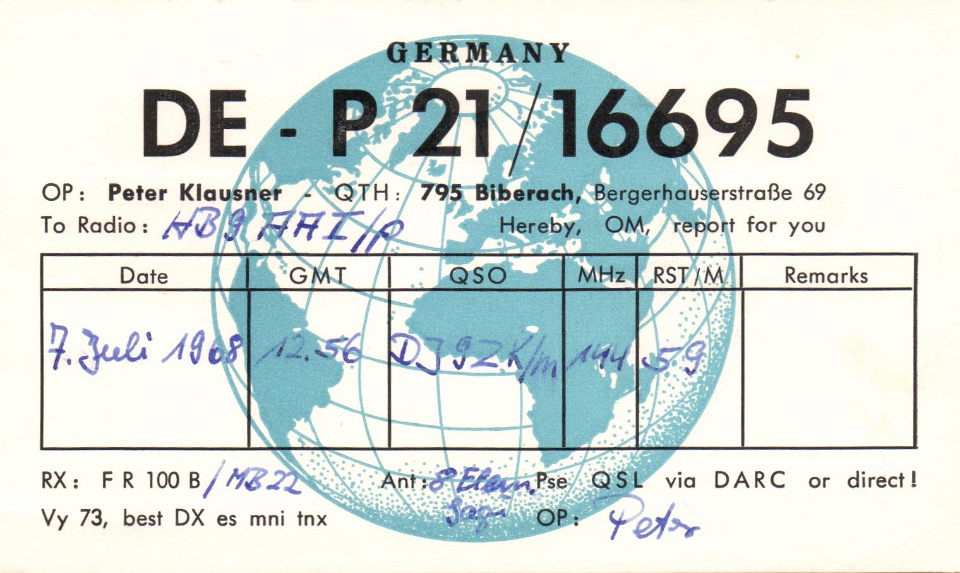 GERMANY
DE - P 21/16695
OP: Peter Klausner - QTH: 795 Biberach, Bergerhauserstraße 69
To Radio: HB9AAI/p Hereby, OM, report for you
Date GMT QSO MHz RST/M Remarks
7. Juli 1968 12.56 DJ9ZK/m 144 59
RX: FR 100 B/MB22 Ant: 8 Elem. Pse QSL via DARC or direct!
Vy 73, best DX es mni tnx OP: Peter